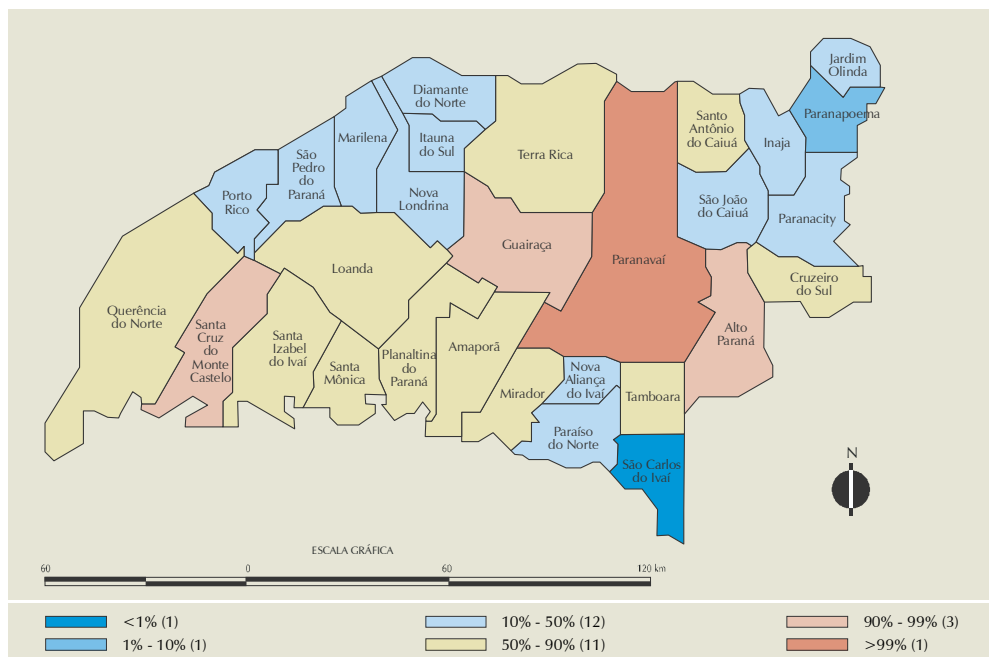 Jardim
Olinda
Diamante
do Norte
Paranapoema
Santo
Antônio
do Caiuá
Marilena
Itauna
do Sul
Inaja
Terra Rica
São
Pedro
do
Paraná
Porto
Rico
Nova
Londrina
São João
do Caiuá
Paranacity
Guairaça
Paranavaí
Loanda
Cruzeiro
do Sul
Querência
do Norte
Santa
Cruz
do
Monte
Castelo
Santa
Izabel
do Ivaí
Alto
Paraná
Amaporã
Planaltina
do
Paraná
Santa
Mônica
Nova
Aliança
do Ivaí
Mirador
Tamboara
Paraíso
do Norte
São Carlos
do Ivaí
N
ESCALA GRÁFICA
60 0 60 120 km
<1% (1)
1% - 10% (1)
10% - 50% (12)
50% - 90% (11)
90% - 99% (3)
>99% (1)